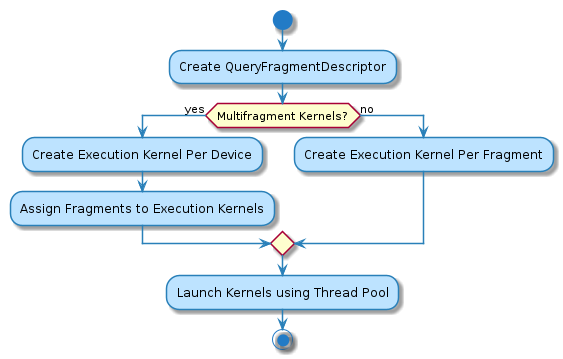 Create QueryFragmentDescriptor
yes
Multifragment Kernels?
no
Create Execution Kernel Per Device
Create Execution Kernel Per Fragment
Assign Fragments to Execution Kernels
Launch Kernels using Thread Pool